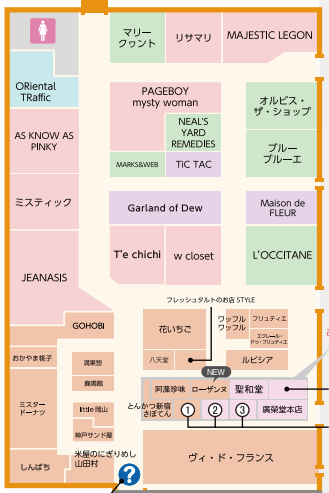 マリー
クヮント
リサマリ
MAJESTIC LEGON
ORiental
TRaffic
PAGEBOY
mysty woman
オルビス・
ザ・ショップ
AS KNOW AS
PINKY
NEAL'S
YARD
REMEDIES
ブルー
ブルーエ
MARKS&WEB
TiC TAC
ミスティック
Garland of Dew
Maison de
FLEUR
T'e chichi
w closet
L'OCCITANE
JEANASIS
フレッシュタルトのお店 STYLE
GOHOBI
花いちご
ワッフル
ワッフル
フリュティエ
エクレール・
ドゥ・フリュティエ
おかやま桃子
満果惣
八天堂
ルピシア
NEW
鹿鳴館
阿藻珍味
ローザンヌ
聖和堂
ミスター
ドーナツ
little 岡山
とんかつ新宿
さぼてん
①
②
③
廣榮堂本店
神戸サンド屋
米屋のにぎりめし
山田村
しんぱち
?
ヴィ・ド・フランス